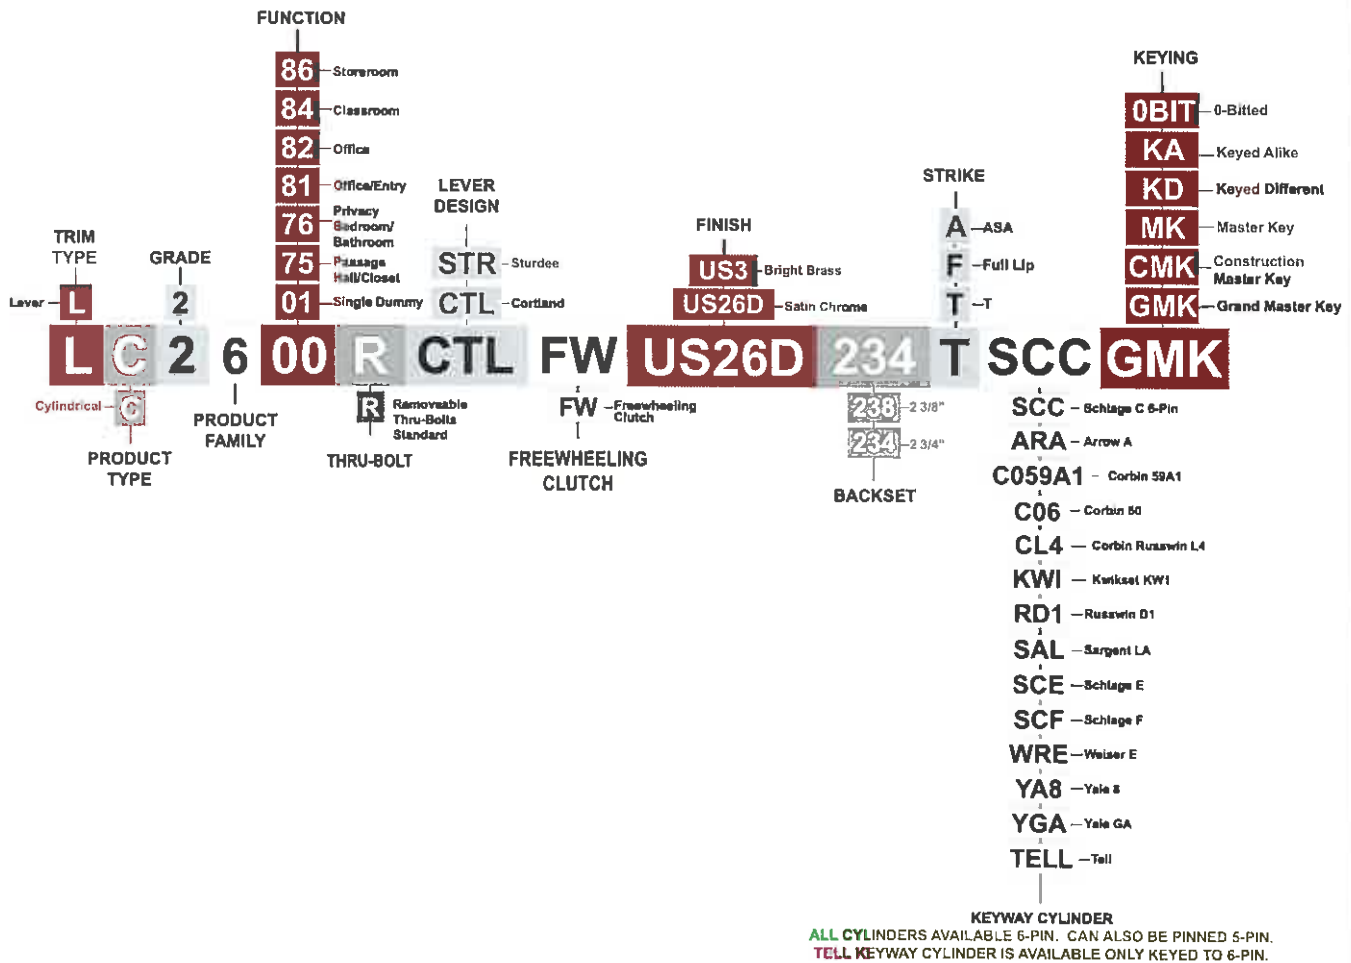 FUNCTION
86 Storeroom
84 Classroom
82 Office
81 Office/Entry
76 Privacy
Bedroom/
Bathroom
75 Passage
Hall/Closet
01 Single Dummy
TRIM
TYPE
Lever L
GRADE
2
LEVER
DESIGN
STR Sturdee
CTL Cortland
FINISH
US3 Bright Brass
US26D Satin Chrome
STRIKE
A ASA
F Full Lip
T T
KEYING
0BIT 0-Bitted
KA Keyed Alike
KD Keyed Different
MK Master Key
CMK Construction
Master Key
GMK Grand Master Key
L C 2 6 00 R CTL FW US26D 234 T SCC GMK
Cylindrical C
PRODUCT
TYPE
PRODUCT
FAMILY
R Removeable
Thru-Bolts
Standard
THRU-BOLT
FW Freewheeling
Clutch
FREEWHEELING
CLUTCH
238 2 3/8"
234 2 3/4"
BACKSET
SCC Schlage C 6-Pin
ARA Arrow A
C059A1 Corbin 59A1
C06 Corbin 60
CL4 Corbin Russwin L4
KWI Kwikset KW1
RD1 Russwin D1
SAL Sargent LA
SCE Schlage E
SCF Schlage F
WRE Weiser E
YA8 Yale 8
YGA Yale GA
TELL Tell
KEYWAY CYLINDER
ALL CYLINDERS AVAILABLE 6-PIN. CAN ALSO BE PINNED 5-PIN.
TELL KEYWAY CYLINDER IS AVAILABLE ONLY KEYED TO 6-PIN.